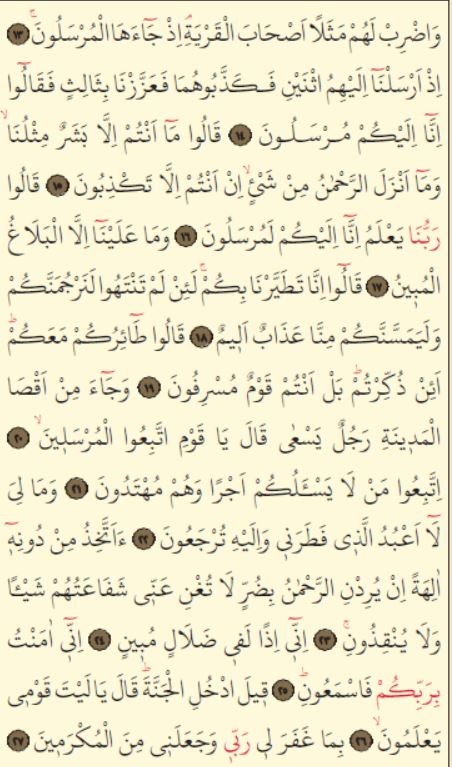 وَاضْرِبْ لَهُمْ مَثَلًا اَصْحَابَ الْقَرْيَةِۢ اِذْ جَٓاءَهَا الْمُرْسَلُونَۚ ﴿١٣﴾
اِذْ اَرْسَلْنَٓا اِلَيْهِمُ اثْنَيْنِ فَكَذَّبُوهُمَا فَعَزَّزْنَا بِثَالِثٍ فَقَالُٓوا
اِنَّٓا اِلَيْكُمْ مُرْسَلُونَ ﴿١٤﴾ قَالُوا مَٓا اَنْتُمْ اِلَّا بَشَرٌ مِثْلُنَاۙ
وَمَٓا اَنْزَلَ الرَّحْمٰنُ مِنْ شَيْءٍۙ اِنْ اَنْتُمْ اِلَّا تَكْذِبُونَ ﴿١٥﴾ قَالُوا
رَبُّنَا يَعْلَمُ اِنَّٓا اِلَيْكُمْ لَمُرْسَلُونَ ﴿١٦﴾ وَمَا عَلَيْنَٓا اِلَّا الْبَلَاغُ
الْمُبِينُ ﴿١٧﴾ قَالُٓوا اِنَّا تَطَيَّرْنَا بِكُمْۚ لَئِنْ لَمْ تَنْتَهُوا لَنَرْجُمَنَّكُمْ
وَلَيَمَسَّنَّكُمْ مِنَّا عَذَابٌ اَلِيمٌ ﴿١٨﴾ قَالُوا طَٓائِرُكُمْ مَعَكُمْۜ
اَئِنْ ذُكِّرْتُمْۜ بَلْ اَنْتُمْ قَوْمٌ مُسْرِفُونَ ﴿١٩﴾ وَجَٓاءَ مِنْ اَقْصَا
الْمَدِينَةِ رَجُلٌ يَسْعٰى قَالَ يَا قَوْمِ اتَّبِعُوا الْمُرْسَلِينَۙ ﴿٢٠﴾
اِتَّبِعُوا مَنْ لَا يَسْـَٔلُكُمْ اَجْرًا وَهُمْ مُهْتَدُونَ ﴿٢١﴾ وَمَا لِيَ
لَٓا اَعْبُدُ الَّذِي فَطَرَنِي وَاِلَيْهِ تُرْجَعُونَ ﴿٢٢﴾ ءَاَتَّخِذُ مِنْ دُونِهِٓ
اٰلِهَةً اِنْ يُرِدْنِ الرَّحْمٰنُ بِضُرٍّ لَا تُغْنِ عَنِّي شَفَاعَتُهُمْ شَيْـًٔا
وَلَا يُنْقِذُونِۚ ﴿٢٣﴾ اِنِّٓي اِذًا لَفِي ضَلَالٍ مُبِينٍ ﴿٢٤﴾ اِنِّٓي اٰمَنْتُ
بِرَبِّكُمْ فَاسْمَعُونِۜ ﴿٢٥﴾ قِيلَ ادْخُلِ الْجَنَّةَۜ قَالَ يَا لَيْتَ قَوْمِي
يَعْلَمُونَۙ ﴿٢٦﴾ بِمَا غَفَرَ لِي رَبِّي وَجَعَلَنِي مِنَ الْمُكْرَمِينَ ﴿٢٧﴾